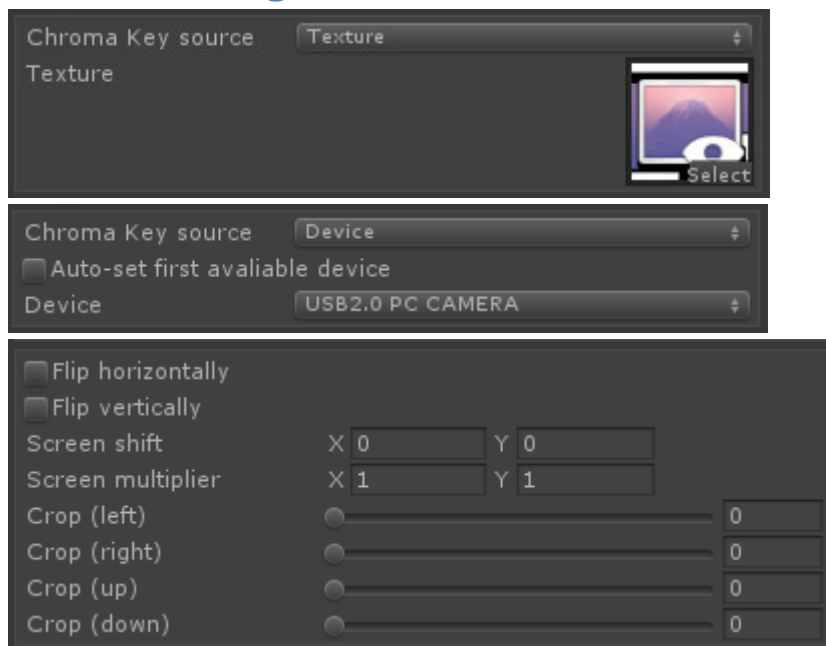 Chroma Key source Texture
Texture
Select
Chroma Key source Device
Auto-set first avaliable device
Device USB2.0 PC CAMERA
Flip horizontally
Flip vertically
Screen shift X 0 Y 0
Screen multiplier X 1 Y 1
Crop (left) 0
Crop (right) 0
Crop (up) 0
Crop (down) 0